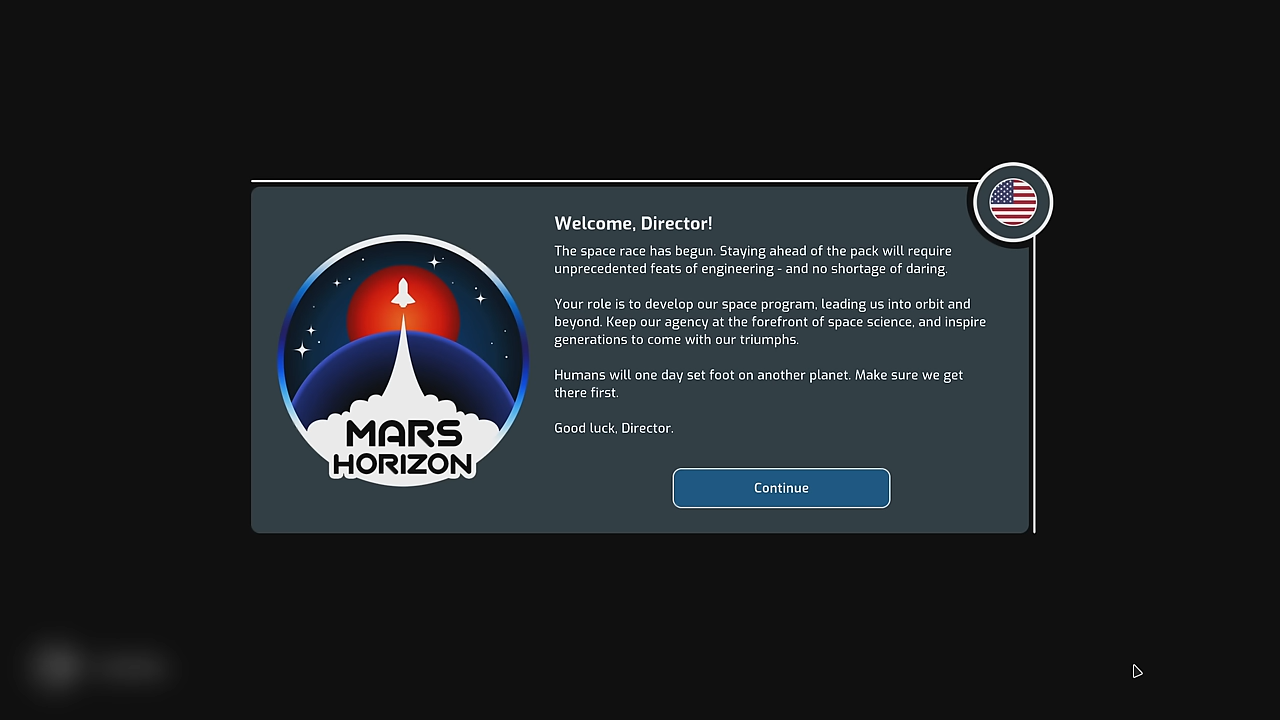 Welcome, Director!
The space race has begun. Staying ahead of the pack will require
unprecedented feats of engineering - and no shortage of daring.
Your role is to develop our space program, leading us into orbit and
beyond. Keep our agency at the forefront of space science, and inspire
generations to come with our triumphs.
Humans will one day set foot on another planet. Make sure we get
there first.
Good luck, Director.
MARS
HORIZON
Continue